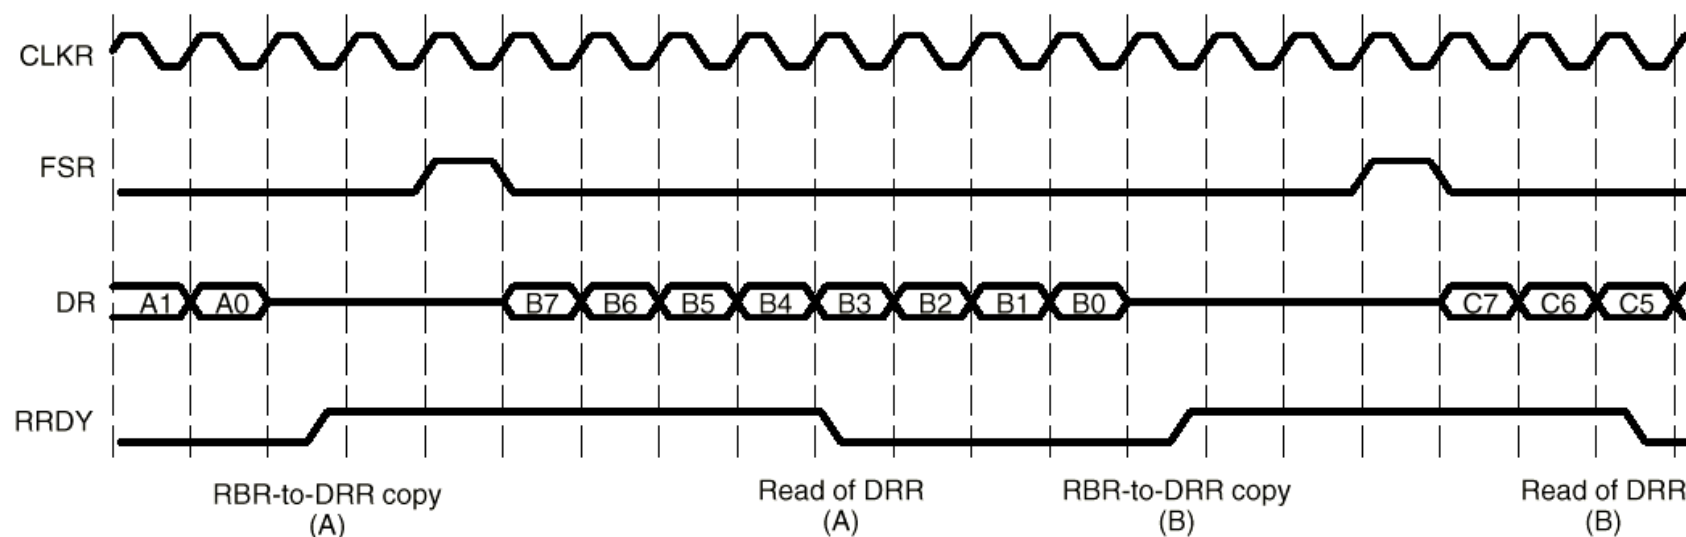 CLKR
FSR
DR A1 A0 B7 B6 B5 B4 B3 B2 B1 B0 C7 C6 C5
RRDY
RBR-to-DRR copy Read of DRR RBR-to-DRR copy Read of DRR
(A) (A) (B) (B)